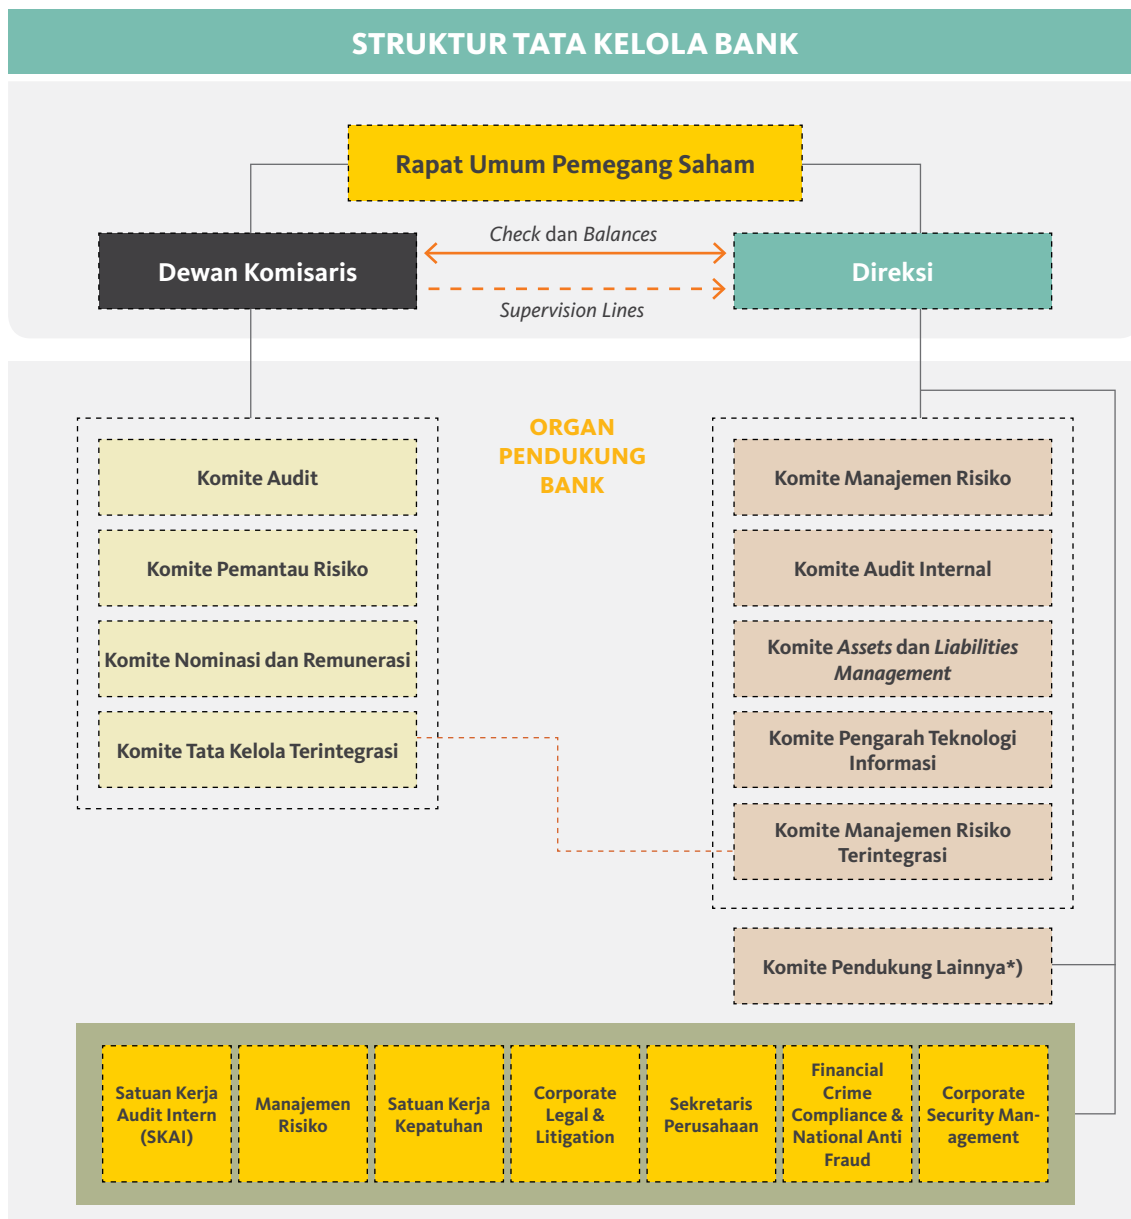 STRUKTUR TATA KELOLA BANK
Rapat Umum Pemegang Saham
Check dan Balances
Dewan Komisaris
Direksi
Supervision Lines
ORGAN
PENDUKUNG
BANK
Komite Audit
Komite Pemantau Risiko
Komite Nominasi dan Remunerasi
Komite Tata Kelola Terintegrasi
Komite Manajemen Risiko
Komite Audit Internal
Komite Assets dan Liabilities
Management
Komite Pengarah Teknologi
Informasi
Komite Manajemen Risiko
Terintegrasi
Komite Pendukung Lainnya*)
Satuan Kerja
Audit Intern
(SKAI)
Manajemen
Risiko
Satuan Kerja
Kepatuhan
Corporate
Legal &
Litigation
Sekretaris
Perusahaan
Financial
Crime
Compliance &
National Anti
Fraud
Corporate
Security Man-
agement